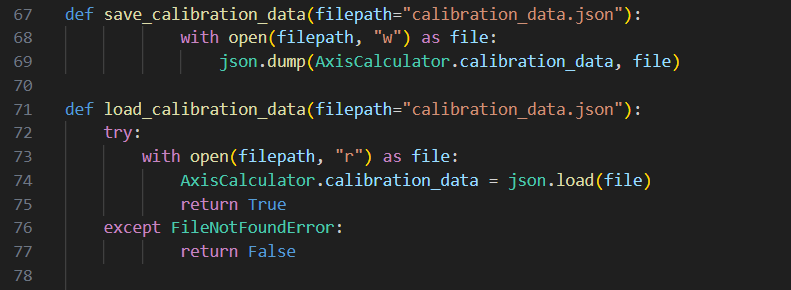 67 def save_calibration_data(filepath="calibration_data.json"):
68             with open(filepath, "w") as file:
69                 json.dump(AxisCalculator.calibration_data, file)
70
71 def load_calibration_data(filepath="calibration_data.json"):
72     try:
73         with open(filepath, "r") as file:
74             AxisCalculator.calibration_data = json.load(file)
75             return True
76     except FileNotFoundError:
77             return False
78